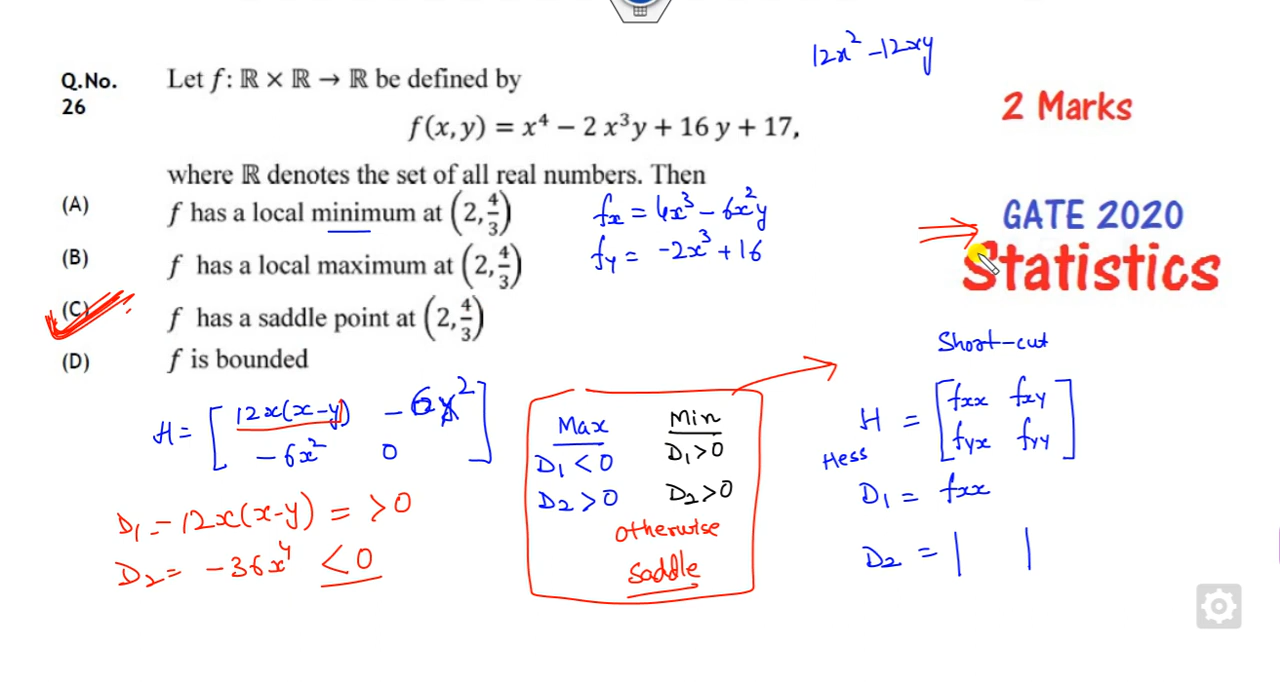 12x² -12xy
Q.No. 26
Let f: ℝ × ℝ → ℝ be defined by
f(x, y) = x⁴ − 2 x³y + 16 y + 17,
where ℝ denotes the set of all real numbers. Then
(A) f has a local minimum at (2, 4/3)
(B) f has a local maximum at (2, 4/3)
(C) f has a saddle point at (2, 4/3)
(D) f is bounded
2 Marks
GATE 2020
Statistics
fx = 4x³ - 6x²y
fy = -2x³ + 16
H = [ 12x(x-y) -6x²
-6x² 0 ]
D₁ = 12x(x-y) = >0
D₂ = -36x⁴ <0
Max Min
D₁ <0 D₁ >0
D₂ >0 D₂ >0
otherwise
saddle
Short-cut
H = [ fxx fxy
fyx fyy ]
Hess
D₁ = fxx
D₂ = | |